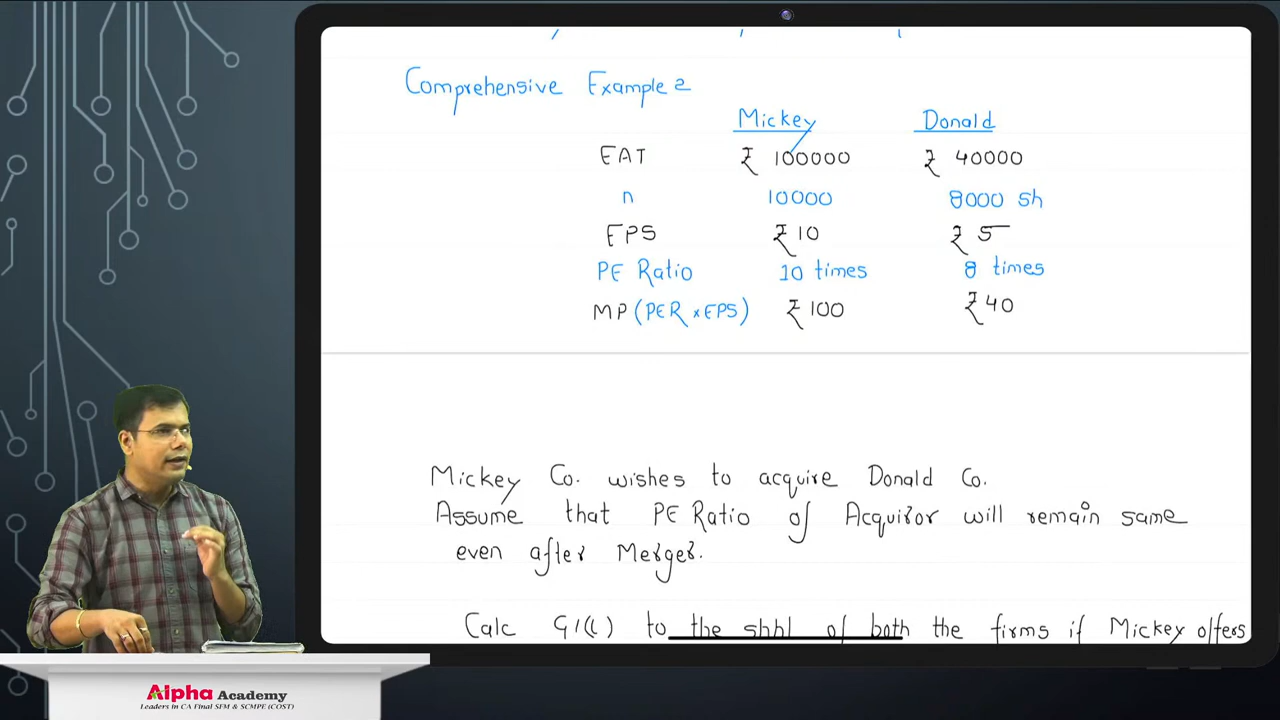 Comprehensive Example 2
Mickey Donald
EAT ₹ 100000 ₹ 40000
n 10000 8000 sh
EPS ₹10 ₹ 5
PE Ratio 10 times 8 times
MP (PER × EPS) ₹100 ₹40
Mickey Co. wishes to acquire Donald Co.
Assume that PE Ratio of Acquiror will remain same
even after Merger.
Calc G/(L) to the shhl of both the firms if Mickey offers
Alpha Academy
Leaders in CA Final SFM & SCMPE (COST)